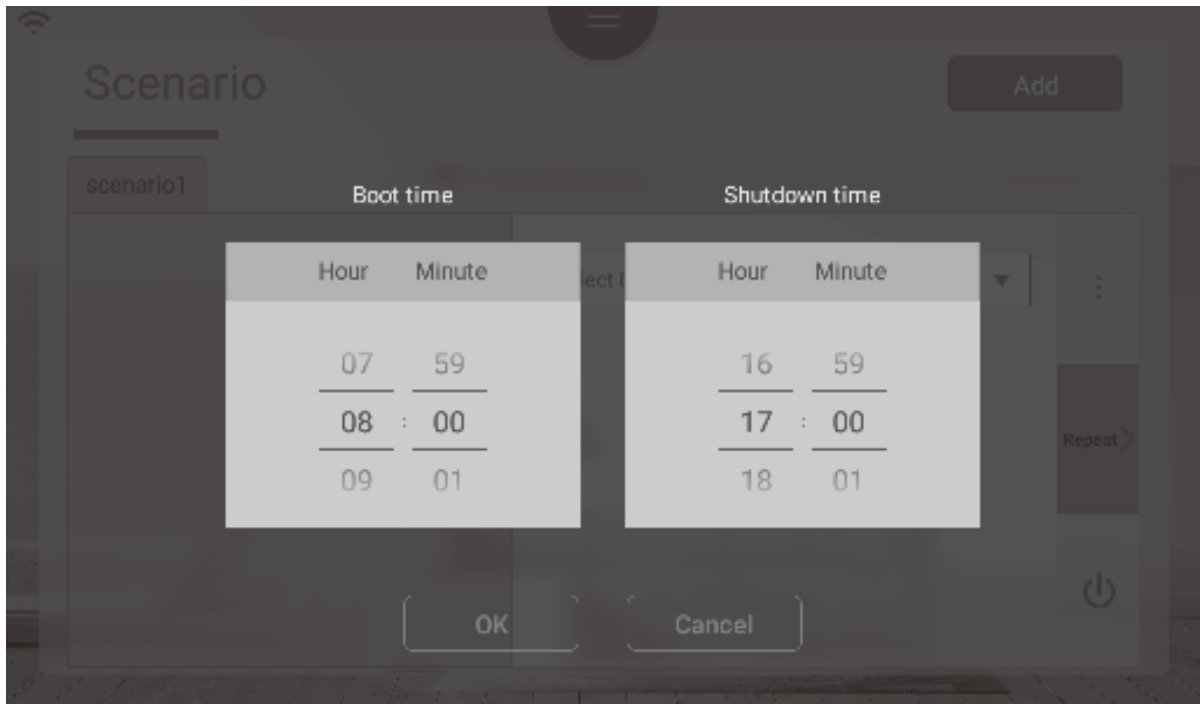 Scenario
Add
scenario1
Boot time
Shutdown time
Hour Minute
lect
Hour Minute
07 59
16 59
08 : 00
17 : 00
Repeat
09 01
18 01
OK
Cancel